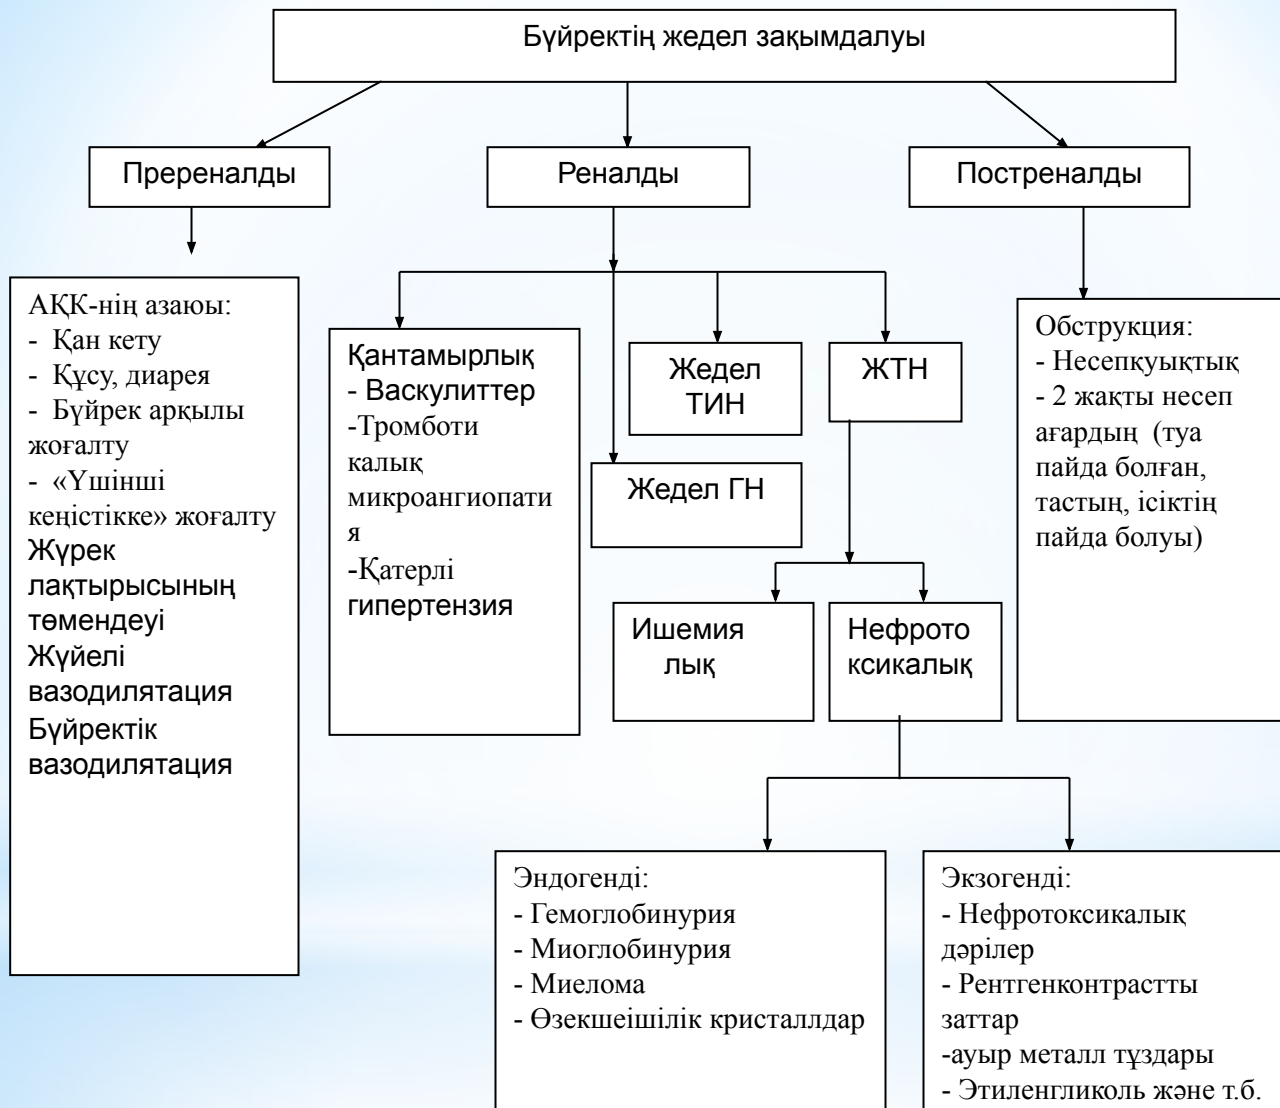 Бүйректің жедел зақымдалуы
Пререналды
Реналды
Постреналды
АҚК-нің азаюы:
- Қан кету
- Құсу, диарея
- Бүйрек арқылы
жоғалту
- «Үшінші
кеңістікке» жоғалту
Жүрек
лақтырысының
төмендеуі
Жүйелі
вазодилятация
Бүйректік
вазодилятация
Қантамырлық
- Васкулиттер
-Тромботи
калық
микроангиопати
я
-Қатерлі
гипертензия
Жедел
ТИН
ЖТН
Жедел ГН
Ишемия
лық
Нефрото
ксикалық
Обструкция:
- Несепқуықтық
- 2 жақты несеп
ағардың (туа
пайда болған,
тастың, ісіктің
пайда болуы)
Эндогенді:
- Гемоглобинурия
- Миоглобинурия
- Миелома
- Өзекшеішілік кристаллдар
Экзогенді:
- Нефротоксикалық
дәрілер
- Рентгенконтрастты
заттар
-ауыр металл тұздары
- Этиленгликоль және т.б.